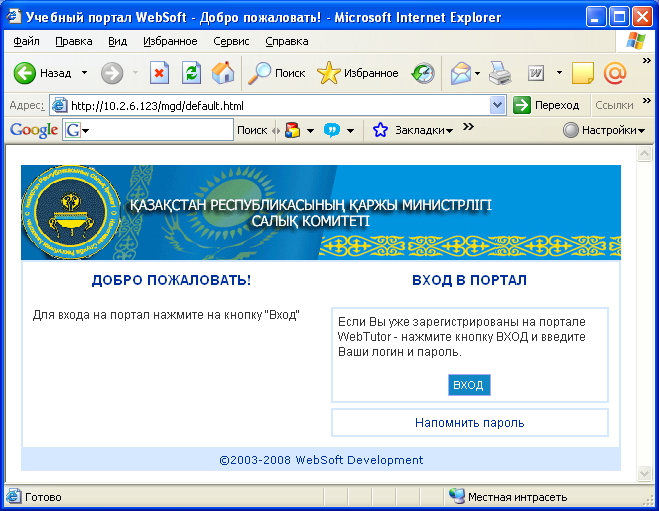 Учебный портал WebSoft - Добро пожаловать! - Microsoft Internet Explorer
Файл Правка Вид Избранное Сервис Справка
Назад Поиск Избранное
Адрес: http://10.2.6.123/mgd/default.html Переход Ссылки »
Google G Поиск Закладки » Настройки
ҚАЗАҚСТАН РЕСПУБЛИКАСЫНЫҢ ҚАРЖЫ МИНИСТРЛІГІ
САЛЫҚ КОМИТЕТІ
ДОБРО ПОЖАЛОВАТЬ!
Для входа на портал нажмите на кнопку "Вход"
ВХОД В ПОРТАЛ
Если Вы уже зарегистрированы на портале
WebTutor - нажмите кнопку ВХОД и введите
Ваши логин и пароль.
ВХОД
Напомнить пароль
©2003-2008 WebSoft Development
Готово Местная интрасеть